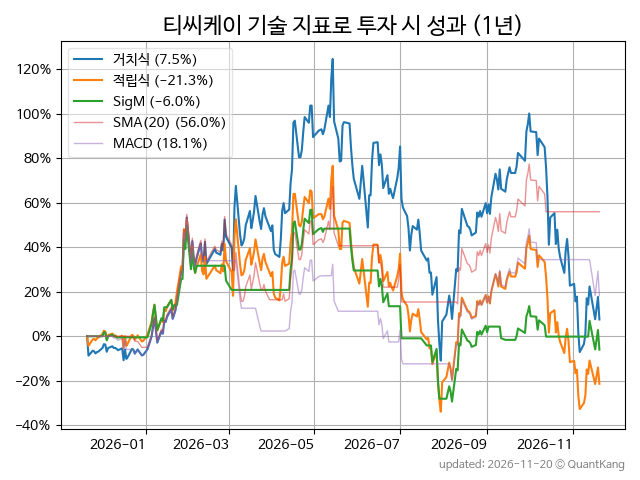 티씨케이 기술 지표로 투자 시 성과 (1년)
거치식 (7.5%)
적립식 (−21.3%)
SigM (−6.0%)
SMA(20) (56.0%)
MACD (18.1%)
120%
100%
80%
60%
40%
20%
0%
−20%
−40%
2026-01 2026-03 2026-05 2026-07 2026-09 2026-11
updated: 2026-11-20 © QuantKang